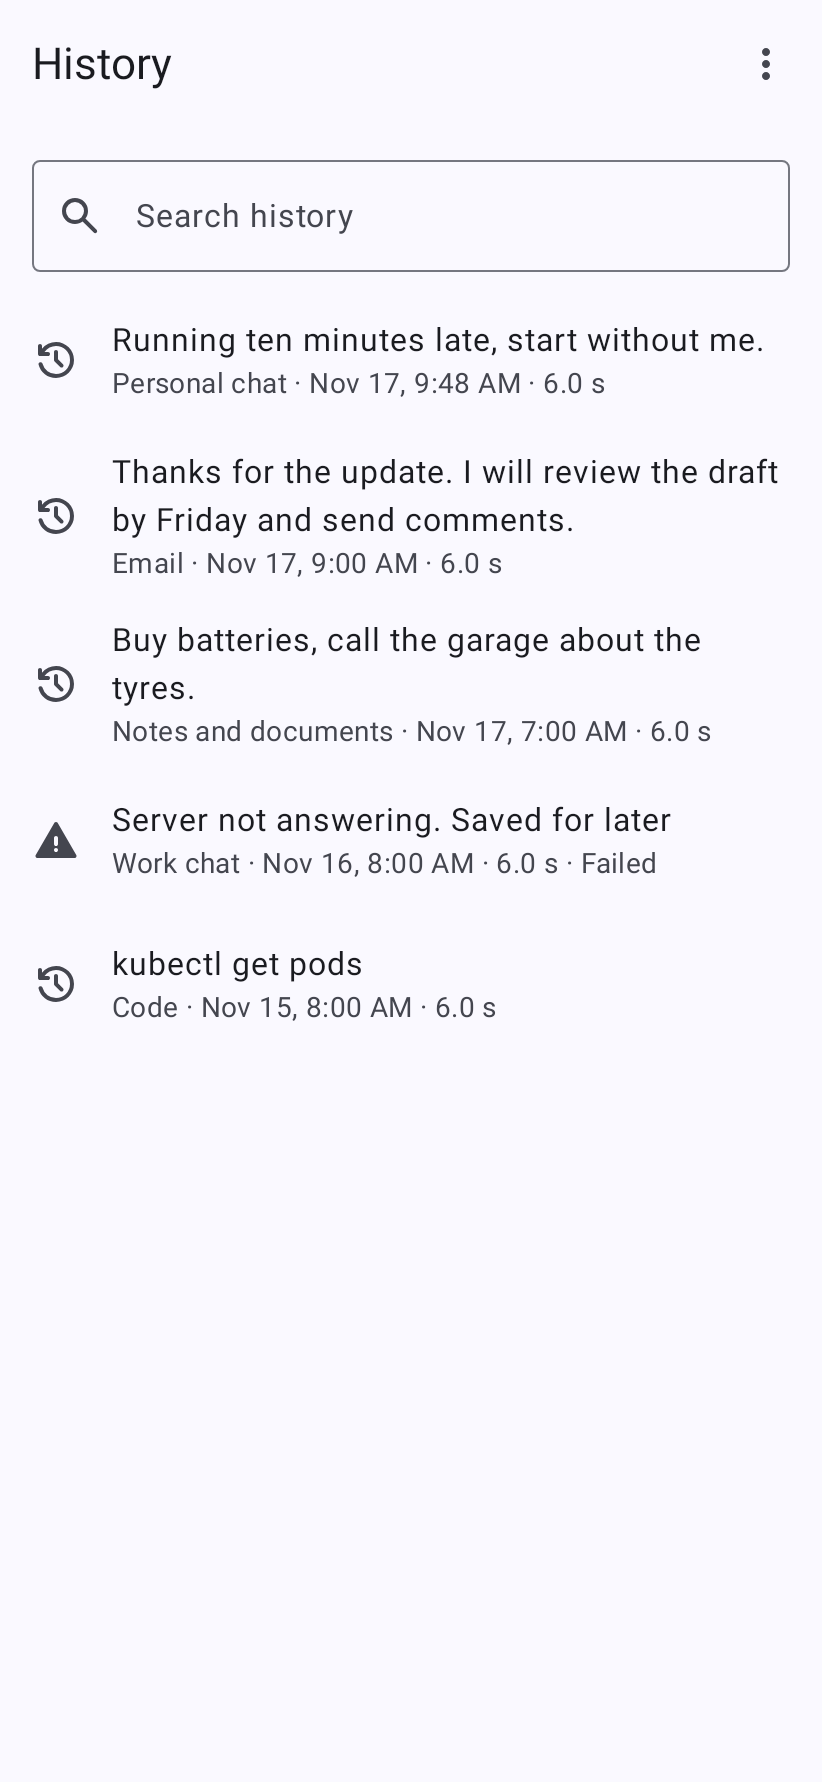 History
Search history
Running ten minutes late, start without me.
Personal chat · Nov 17, 9:48 AM · 6.0 s
Thanks for the update. I will review the draft
by Friday and send comments.
Email · Nov 17, 9:00 AM · 6.0 s
Buy batteries, call the garage about the
tyres.
Notes and documents · Nov 17, 7:00 AM · 6.0 s
Server not answering. Saved for later
Work chat · Nov 16, 8:00 AM · 6.0 s · Failed
kubectl get pods
Code · Nov 15, 8:00 AM · 6.0 s